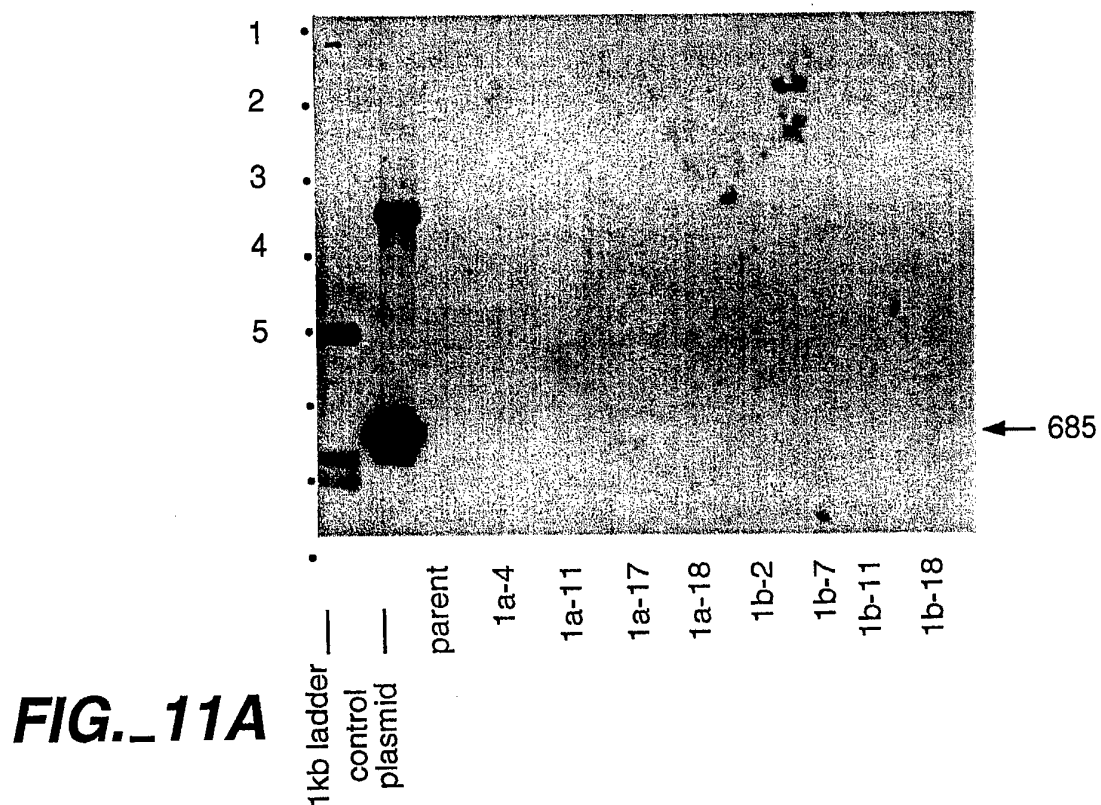 1
2
3
4
5
685
1kb ladder
control
plasmid
parent
1a-4
1a-11
1a-17
1a-18
1b-2
1b-7
1b-11
1b-18
FIG._11A